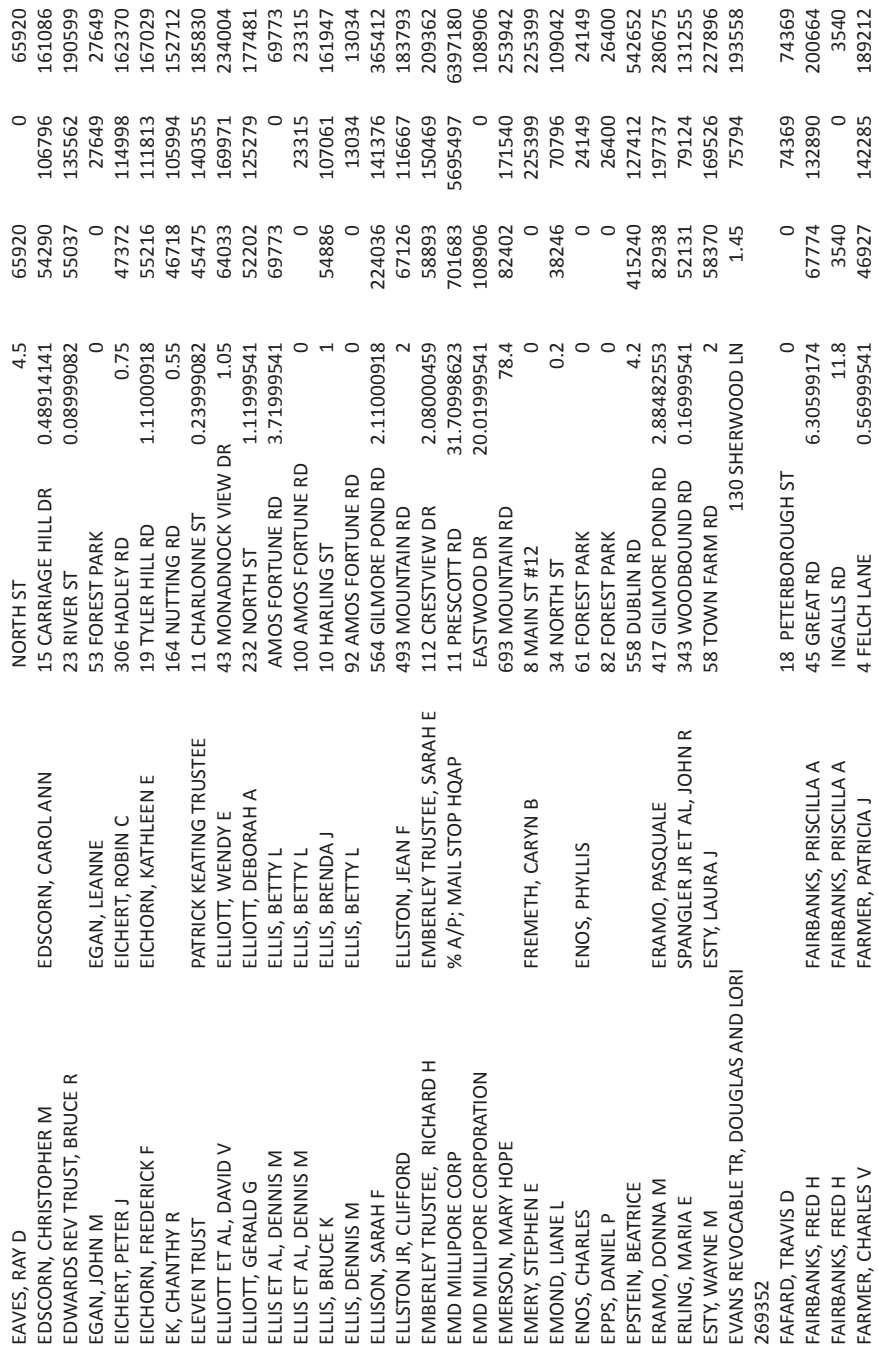 EAVES, RAY D NORTH ST 4.5 65920 0 65920
EDSCORN, CHRISTOPHER M EDSCORN, CAROL ANN 15 CARRIAGE HILL DR 0.48914141 54290 106796 161086
EDWARDS REV TRUST, BRUCE R 23 RIVER ST 0.08999082 55037 135562 190599
EGAN, JOHN M EGAN, LEANNE 53 FOREST PARK 0 0 27649 27649
EICHERT, PETER J EICHERT, ROBIN C 306 HADLEY RD 0.75 47372 114998 162370
EICHORN, FREDERICK F EICHORN, KATHLEEN E 19 TYLER HILL RD 1.11000918 55216 111813 167029
EK, CHANTHY R 164 NUTTING RD 0.55 46718 105994 152712
ELEVEN TRUST PATRICK KEATING TRUSTEE 11 CHARLONNE ST 0.23999082 45475 140355 185830
ELLIOTT ET AL, DAVID V ELLIOTT, WENDY E 43 MONADNOCK VIEW DR 1.05 64033 169971 234004
ELLIOTT, GERALD G ELLIOTT, DEBORAH A 232 NORTH ST 1.11999541 52202 125279 177481
ELLIS ET AL, DENNIS M ELLIS, BETTY L AMOS FORTUNE RD 3.71999541 69773 0 69773
ELLIS ET AL, DENNIS M ELLIS, BETTY L 100 AMOS FORTUNE RD 0 0 23315 23315
ELLIS, BRUCE K ELLIS, BRENDA J 10 HARLING ST 1 54886 107061 161947
ELLIS, DENNIS M ELLIS, BETTY L 92 AMOS FORTUNE RD 0 0 13034 13034
ELLISON, SARAH F 564 GILMORE POND RD 2.11000918 224036 141376 365412
ELLSTON JR, CLIFFORD ELLSTON, JEAN F 493 MOUNTAIN RD 2 67126 116667 183793
EMBERLEY TRUSTEE, RICHARD H EMBERLEY TRUSTEE, SARAH E 112 CRESTVIEW DR 2.08000459 58893 150469 209362
EMD MILLIPORE CORP % A/P; MAIL STOP HQAP 11 PRESCOTT RD 31.70998623 701683 5695497 6397180
EMD MILLIPORE CORPORATION EASTWOOD DR 20.01999541 108906 0 108906
EMERSON, MARY HOPE 693 MOUNTAIN RD 78.4 82402 171540 253942
EMERY, STEPHEN E FREMETH, CARYN B 8 MAIN ST #12 0 0 225399 225399
EMOND, LIANE L 34 NORTH ST 0.2 38246 70796 109042
ENOS, CHARLES ENOS, PHYLLIS 61 FOREST PARK 0 0 24149 24149
EPPS, DANIEL P 82 FOREST PARK 0 0 26400 26400
EPSTEIN, BEATRICE 558 DUBLIN RD 4.2 415240 127412 542652
ERAMO, DONNA M ERAMO, PASQUALE 417 GILMORE POND RD 2.88482553 82938 197737 280675
ERLING, MARIA E SPANGLER JR ET AL, JOHN R 343 WOODBOUND RD 0.16999541 52131 79124 131255
ESTY, WAYNE M ESTY, LAURA J 58 TOWN FARM RD 2 58370 169526 227896
EVANS REVOCABLE TR, DOUGLAS AND LORI 130 SHERWOOD LN 1.45 75794 193558
269352
FAFARD, TRAVIS D 18 PETERBOROUGH ST 0 0 74369 74369
FAIRBANKS, FRED H FAIRBANKS, PRISCILLA A 45 GREAT RD 6.30599174 67774 132890 200664
FAIRBANKS, FRED H FAIRBANKS, PRISCILLA A INGALLS RD 11.8 3540 0 3540
FARMER, CHARLES V FARMER, PATRICIA J 4 FELCH LANE 0.56999541 46927 142285 189212